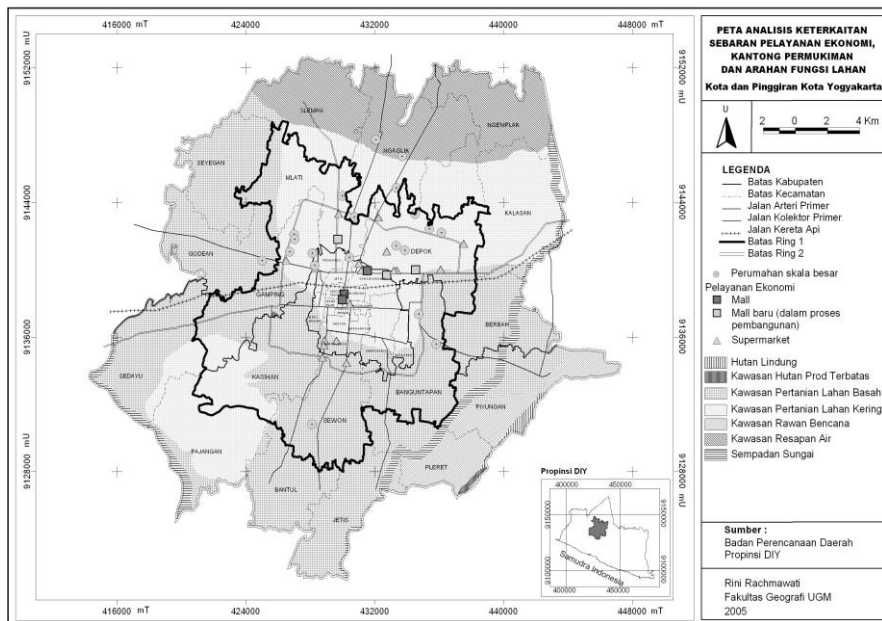 416000 mT
424000
432000
440000
448000
9152000 mU
9152000 mU
9144000
9144000
9136000
9136000
9128000
9128000 mU
416000 mT
424000
432000
440000
448000 mT
SLEMAN
NGEMPLAK
NGAGLIK
SEYEGAN
MLATI
KALASAN
GODEAN
DEPOK
GAMPING
BERBAH
SEDAYU
KASIHAN
BANGUNTAPAN
PIYUNGAN
SEWON
PAJANGAN
PLERET
BANTUL
JETIS
Propinsi DIY
400000
450000
9150000
9150000
9100000
9100000
400000
450000
Samudra Indonesia
PETA ANALISIS KETERKAITAN
SEBARAN PELAYANAN EKONOMI,
KANTONG PERMUKIMAN
DAN ARAHAN FUNGSI LAHAN
Kota dan Pinggiran Kota Yogyakarta
U
2 0 2 4 Km
LEGENDA
Batas Kabupaten
Batas Kecamatan
Jalan Arteri Primer
Jalan Kolektor Primer
Jalan Kereta Api
Batas Ring 1
Batas Ring 2
Perumahan skala besar
Pelayanan Ekonomi
Mall
Mall baru (dalam proses
pembangunan)
Supermarket
Hutan Lindung
Kawasan Hutan Prod Terbatas
Kawasan Pertanian Lahan Basah
Kawasan Pertanian Lahan Kering
Kawasan Rawan Bencana
Kawasan Resapan Air
Sempadan Sungai
Sumber :
Badan Perencanaan Daerah
Propinsi DIY
Rini Rachmawati
Fakultas Geografi UGM
2005